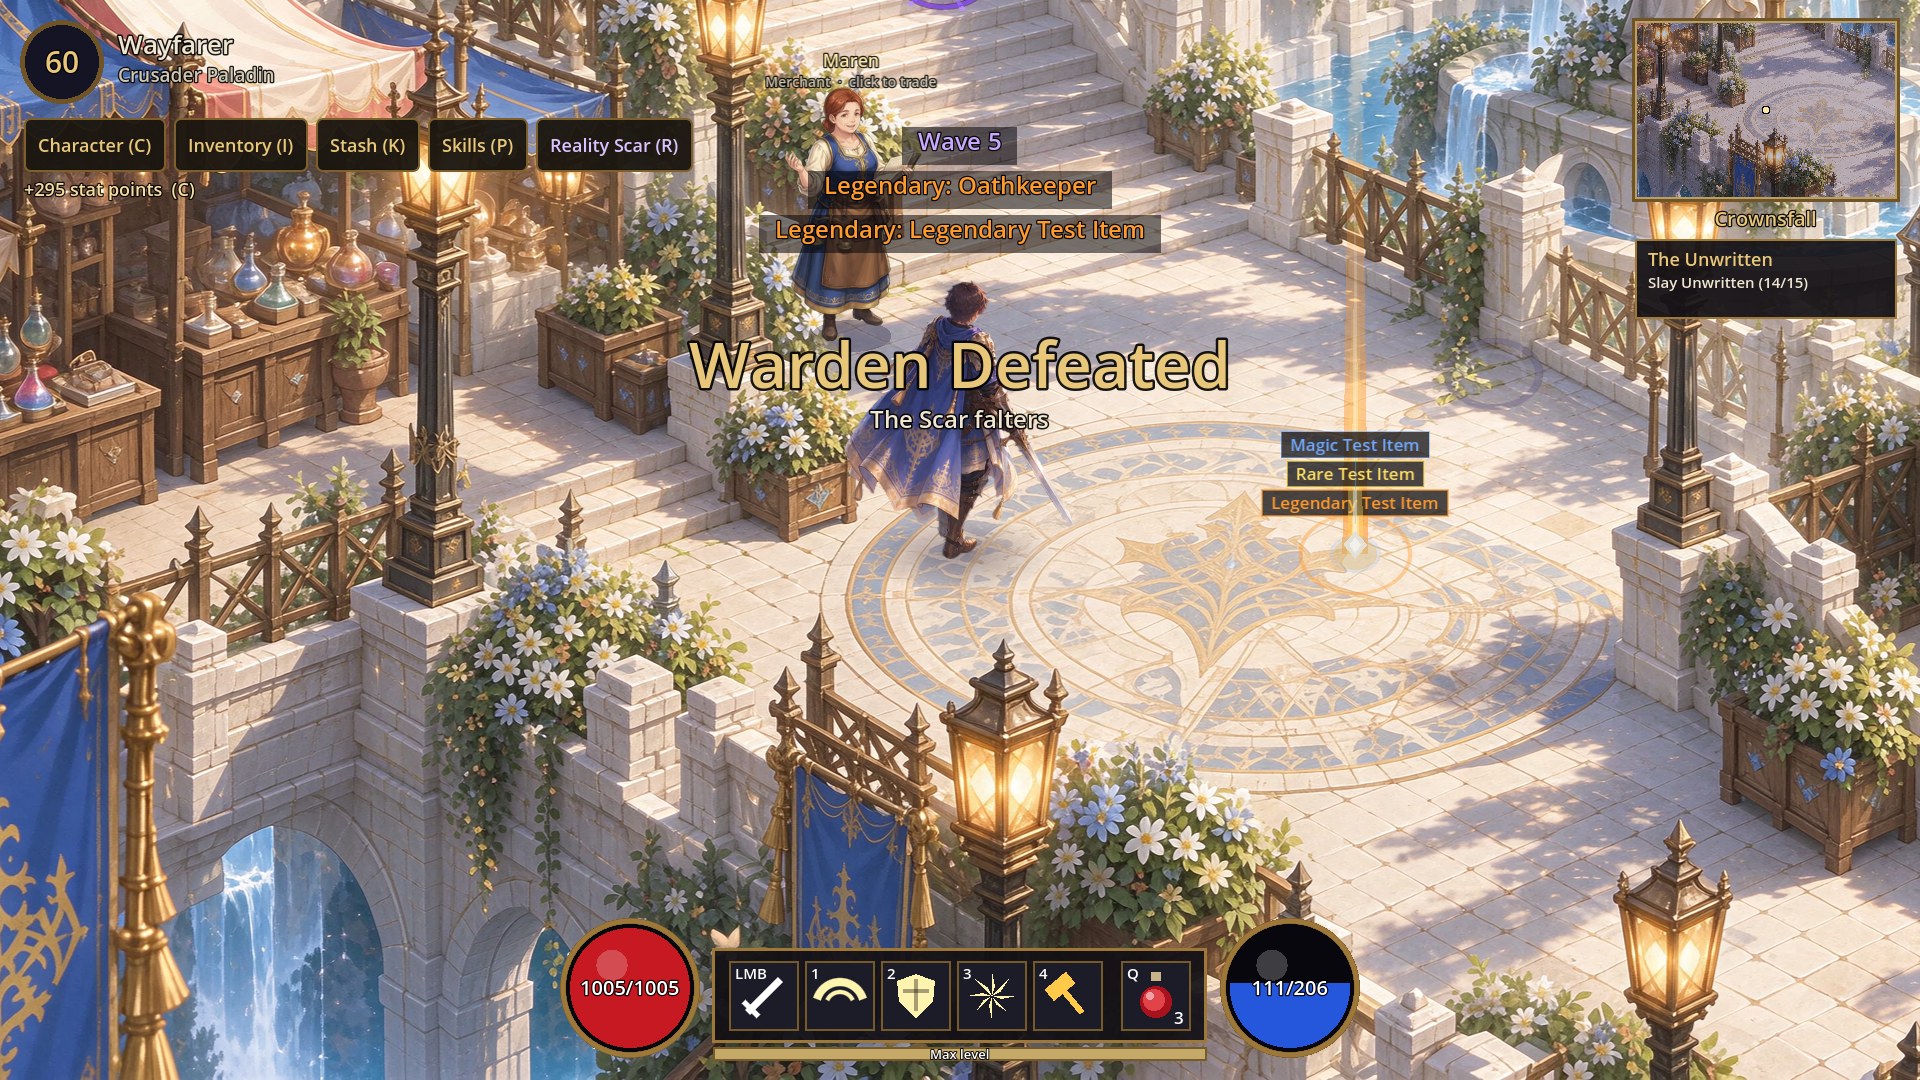 60
Wayfarer
Crusader Paladin
Character (C)
Inventory (I)
Stash (K)
Skills (P)
Reality Scar (R)
+295 stat points (C)
Maren
Merchant - click to trade
Wave 5
Legendary: Oathkeeper
Legendary: Legendary Test Item
Warden Defeated
The Scar falters
Crownsfall
The Unwritten
Slay Unwritten (14/15)
Magic Test Item
Rare Test Item
Legendary Test Item
1005/1005
LMB
1
2
3
4
Q
3
111/206
Max level